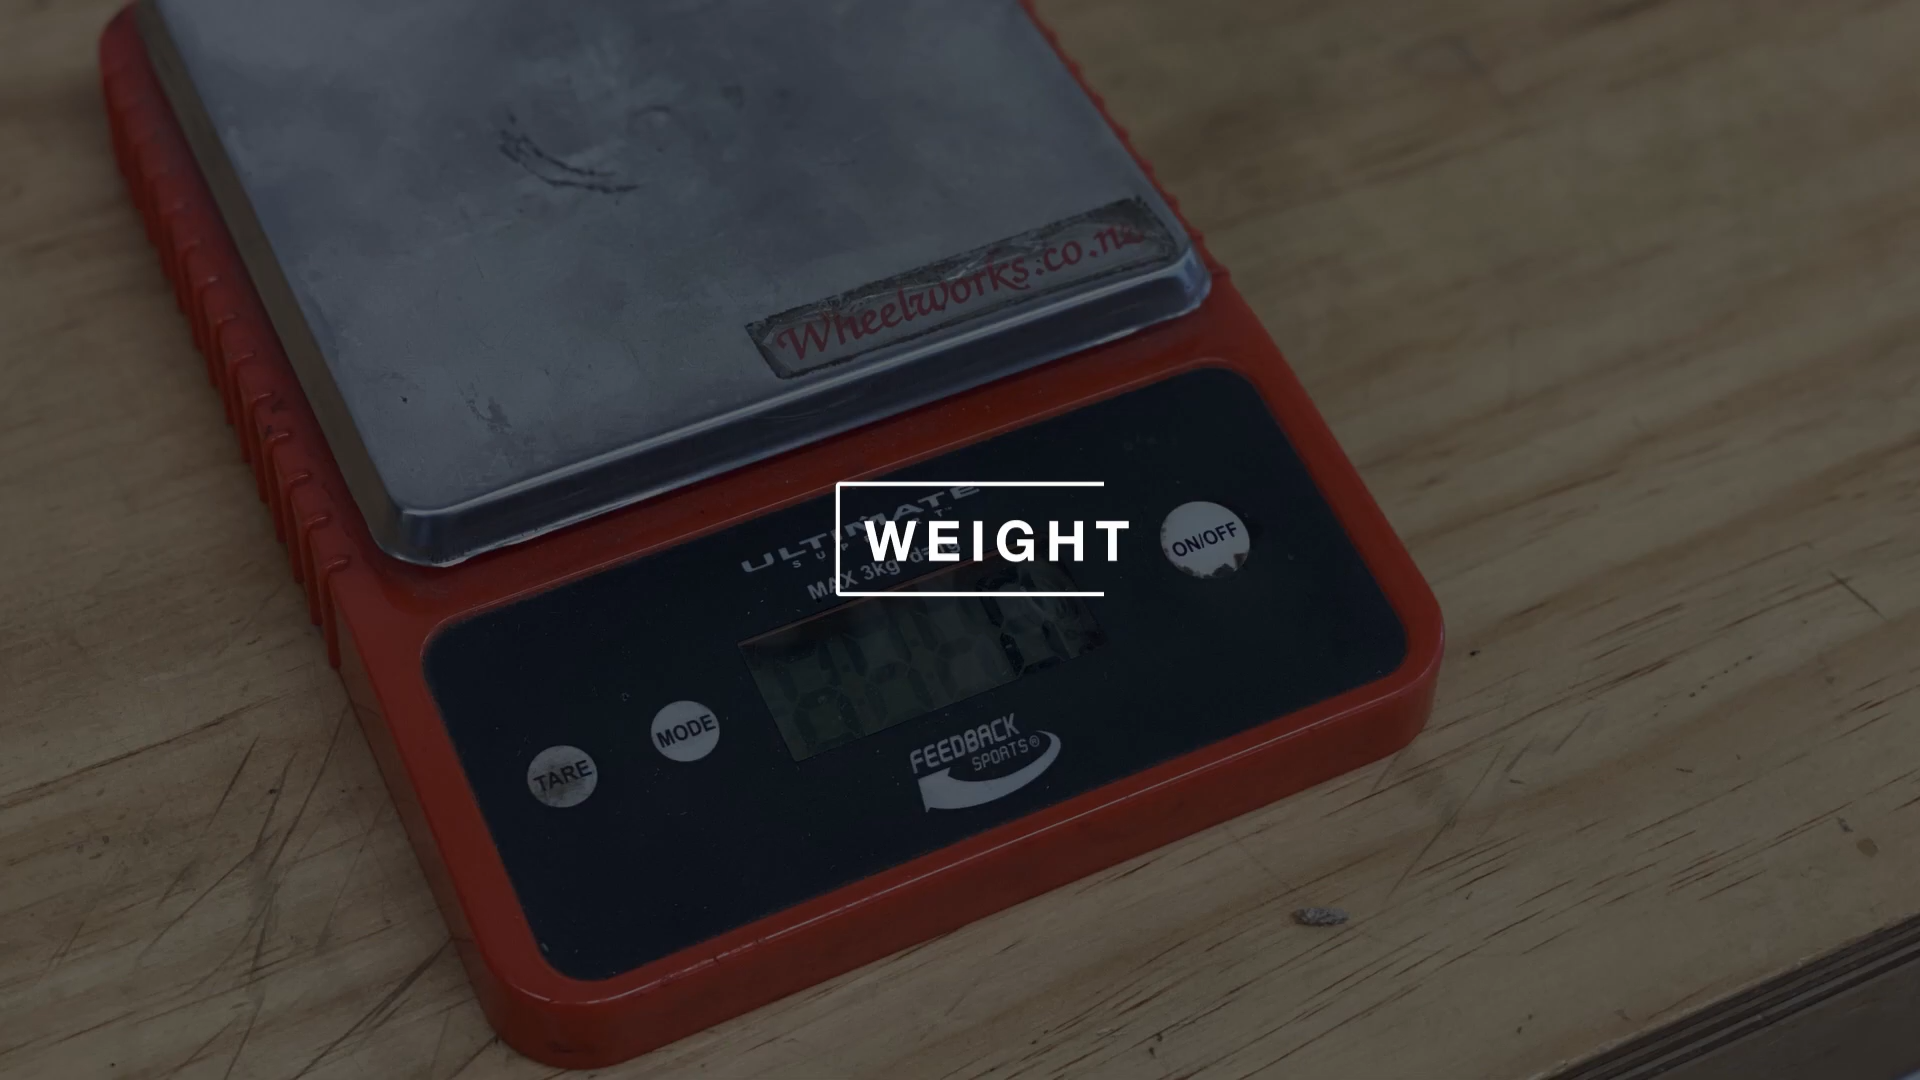 Wheelworks.co.nz
ULTIMATE
WEIGHT
MAX 3kg
ON/OFF
MODE
TARE
FEEDBACK
SPORTS®